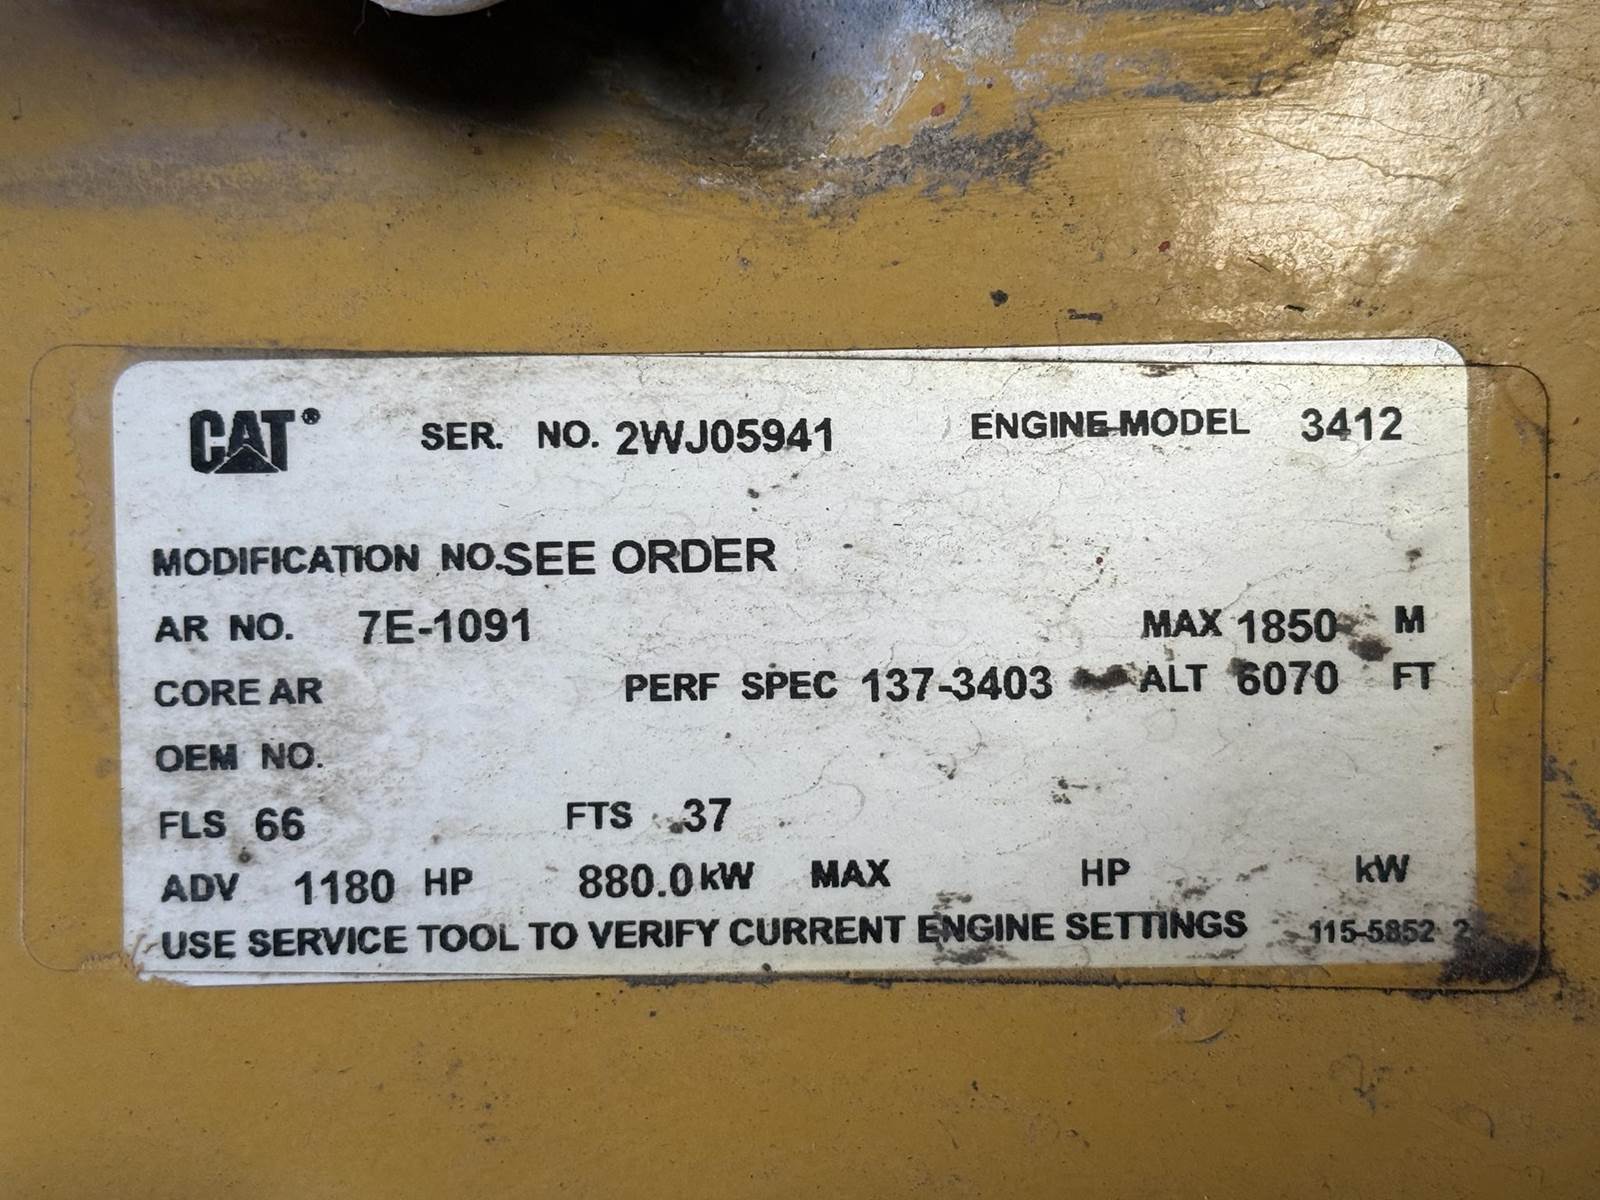 CAT® SER. NO. 2WJ05941 ENGINE MODEL 3412
MODIFICATION NO. SEE ORDER
AR NO. 7E-1091 MAX 1850 M
CORE AR PERF SPEC 137-3403 ALT 6070 FT
OEM NO.
FLS 66 FTS 37
ADV 1180 HP 880.0 kW MAX HP kW
USE SERVICE TOOL TO VERIFY CURRENT ENGINE SETTINGS 115-5852 2